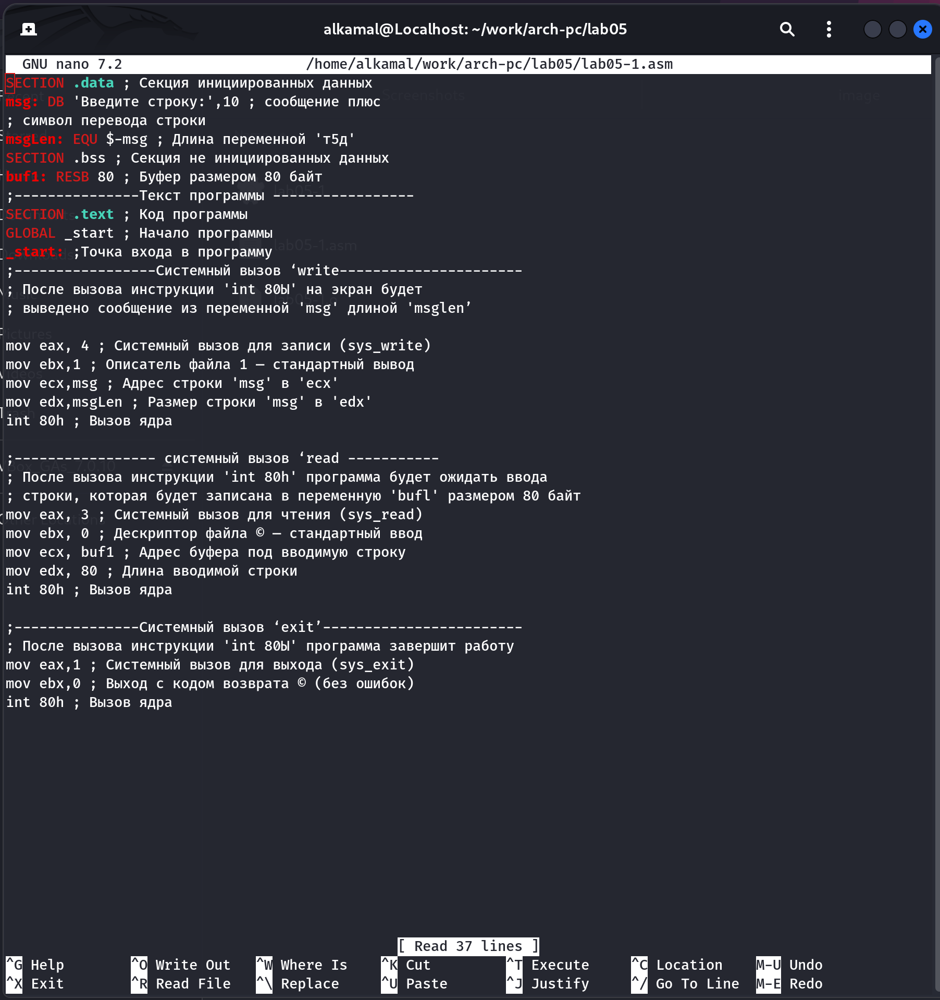 alkamal@Localhost: ~/work/arch-pc/lab05
GNU nano 7.2 /home/alkamal/work/arch-pc/lab05/lab05-1.asm
SECTION .data ; Секция инициированных данных
msg: DB 'Введите строку:',10 ; сообщение плюс
; символ перевода строки
msgLen: EQU $-msg ; Длина переменной 'т5д'
SECTION .bss ; Секция не инициированных данных
buf1: RESB 80 ; Буфер размером 80 байт
;---------------Текст программы -----------------
SECTION .text ; Код программы
GLOBAL _start ; Начало программы
_start: ;Точка входа в программу
;-----------------Системный вызов ‘write----------------------
; После вызова инструкции 'int 80Ы' на экран будет
; выведено сообщение из переменной 'msg' длиной 'msglen’
mov eax, 4 ; Системный вызов для записи (sys_write)
mov ebx,1 ; Описатель файла 1 — стандартный вывод
mov ecx,msg ; Адрес строки 'msg' в 'ecx'
mov edx,msgLen ; Размер строки 'msg' в 'edx'
int 80h ; Вызов ядра
;----------------- системный вызов ‘read -----------
; После вызова инструкции 'int 80h' программа будет ожидать ввода
; строки, которая будет записана в переменную 'bufl' размером 80 байт
mov eax, 3 ; Системный вызов для чтения (sys_read)
mov ebx, 0 ; Дескриптор файла © — стандартный ввод
mov ecx, buf1 ; Адрес буфера под вводимую строку
mov edx, 80 ; Длина вводимой строки
int 80h ; Вызов ядра
;---------------Системный вызов ‘exit’------------------------
; После вызова инструкции 'int 80Ы' программа завершит работу
mov eax,1 ; Системный вызов для выхода (sys_exit)
mov ebx,0 ; Выход с кодом возврата © (без ошибок)
int 80h ; Вызов ядра
[ Read 37 lines ]
^G Help ^O Write Out ^W Where Is ^K Cut ^T Execute ^C Location M-U Undo
^X Exit ^R Read File ^\ Replace ^U Paste ^J Justify ^/ Go To Line M-E Redo